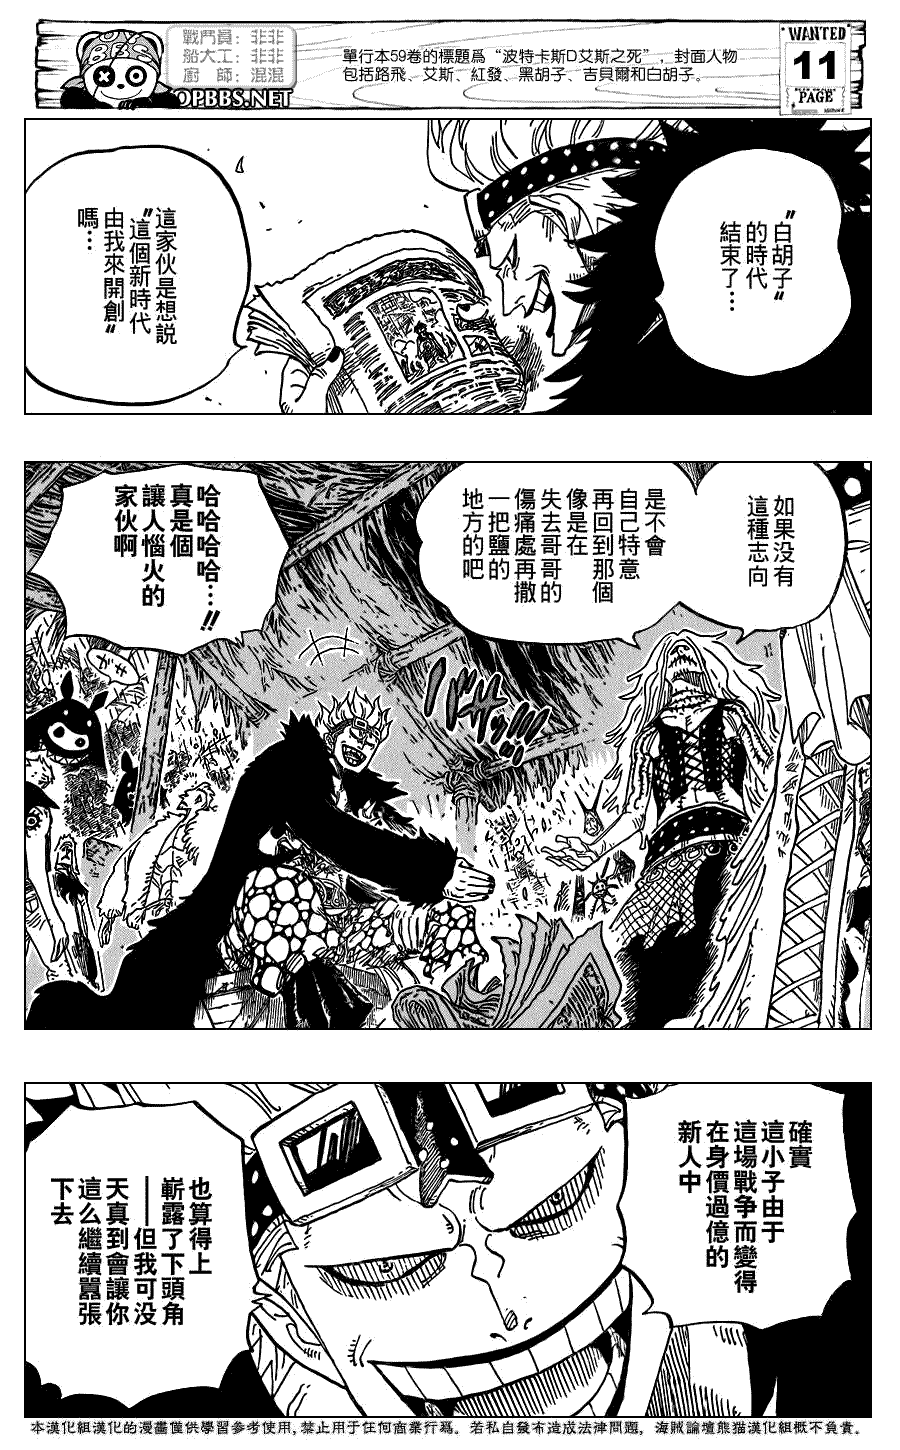 戰鬥員：非非
船大工：非非
廚　師：混混
OPBBS.NET
單行本59卷的標題爲“波特卡斯D艾斯之死”，封面人物
包括路飛、艾斯、紅發、黑胡子、吉貝爾和白胡子。
WANTED
11
PAGE
“白胡子”
的時代
結束了…
這家伙是想說
“這個新時代
由我來開創”
嗎…
如果没有
這種志向
是不會
自己特意
再回到那個
像是在
失去哥哥的
傷痛處再撒
一把鹽的
地方的吧
哈哈哈哈…!!
真是個
讓人惱火的
家伙啊
確實
這小子由于
這場戰争而變得
在身價過億的
新人中
也算得上
嶄露了下頭角
——但我可没
天真到會讓你
這么繼續囂張
下去
本漢化組漢化的漫畫僅供學習參考使用,禁止用于任何商業行爲。若私自發布造成法律問題，海賊論壇熊猫漢化組概不負責。